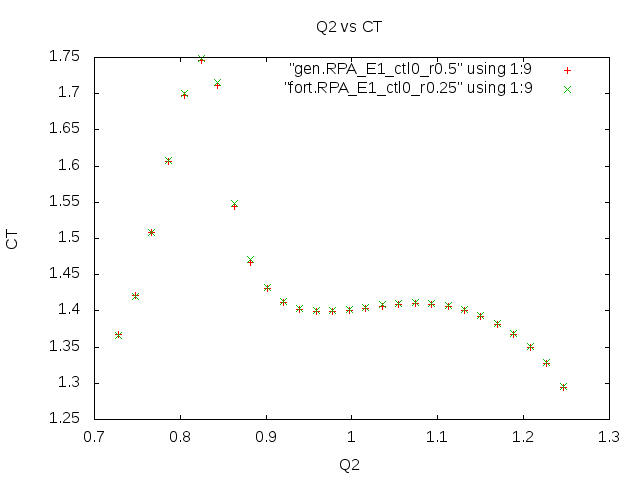 Q2 vs CT
"gen.RPA_E1_ctl0_r0.5" using 1:9
"fort.RPA_E1_ctl0_r0.25" using 1:9
1.75
1.7
1.65
1.6
1.55
1.5
1.45
1.4
1.35
1.3
1.25
CT
0.7 0.8 0.9 1 1.1 1.2 1.3
Q2